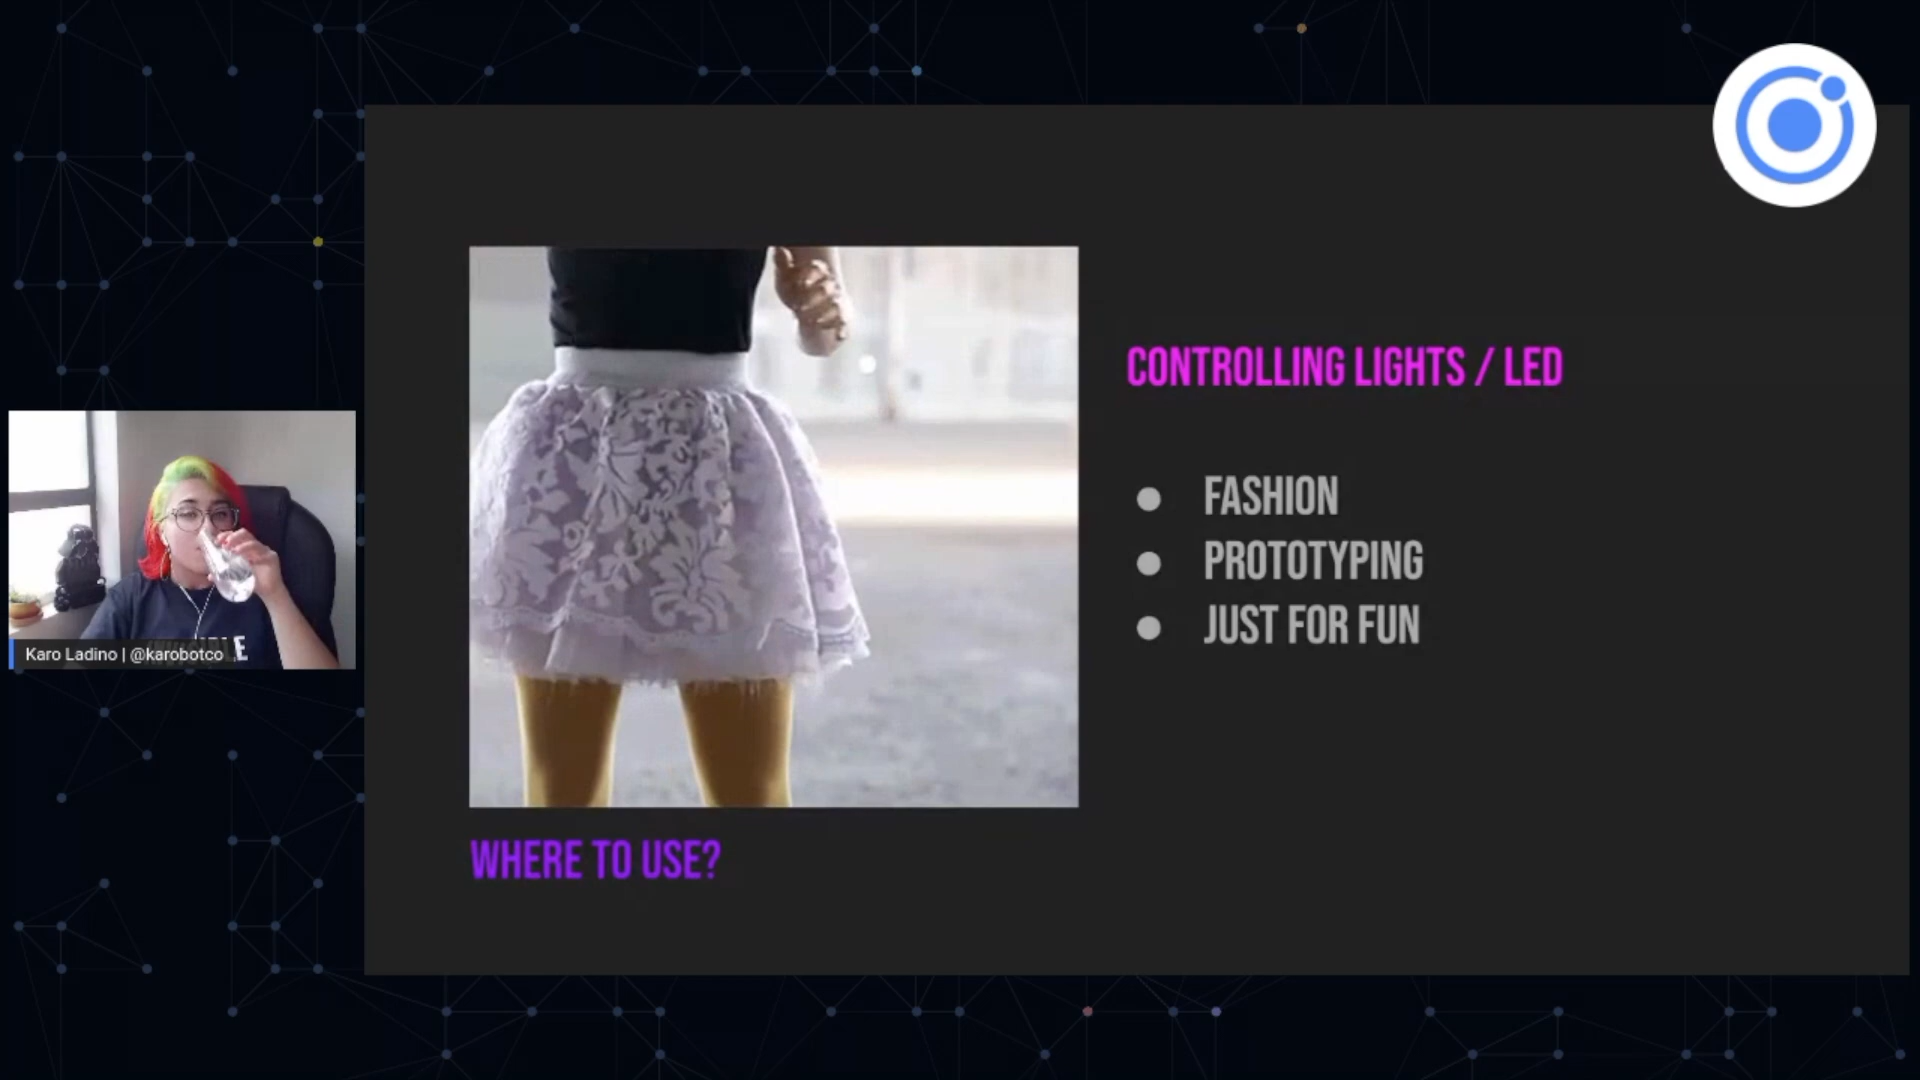 CONTROLLING LIGHTS / LED
FASHION
PROTOTYPING
JUST FOR FUN
WHERE TO USE?
Karo Ladino | @karobotco